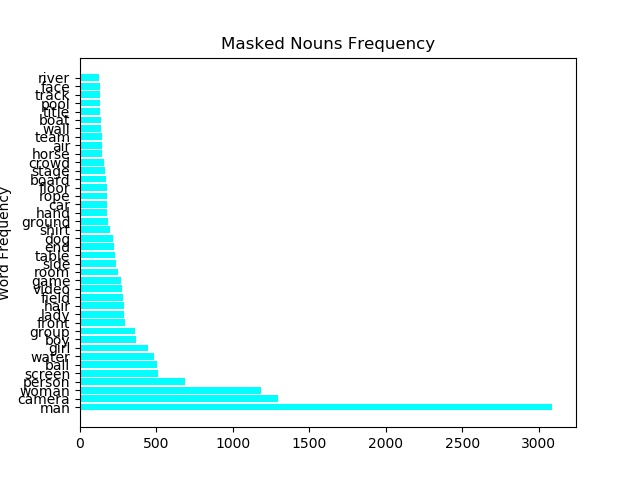 Masked Nouns Frequency
river
face
track
pool
title
boat
wall
team
air
horse
crowd
stage
board
floor
rope
car
hand
ground
shirt
dog
end
table
side
room
game
video
field
hair
lady
front
group
boy
girl
water
ball
screen
person
woman
camera
man
Word Frequency
0 500 1000 1500 2000 2500 3000